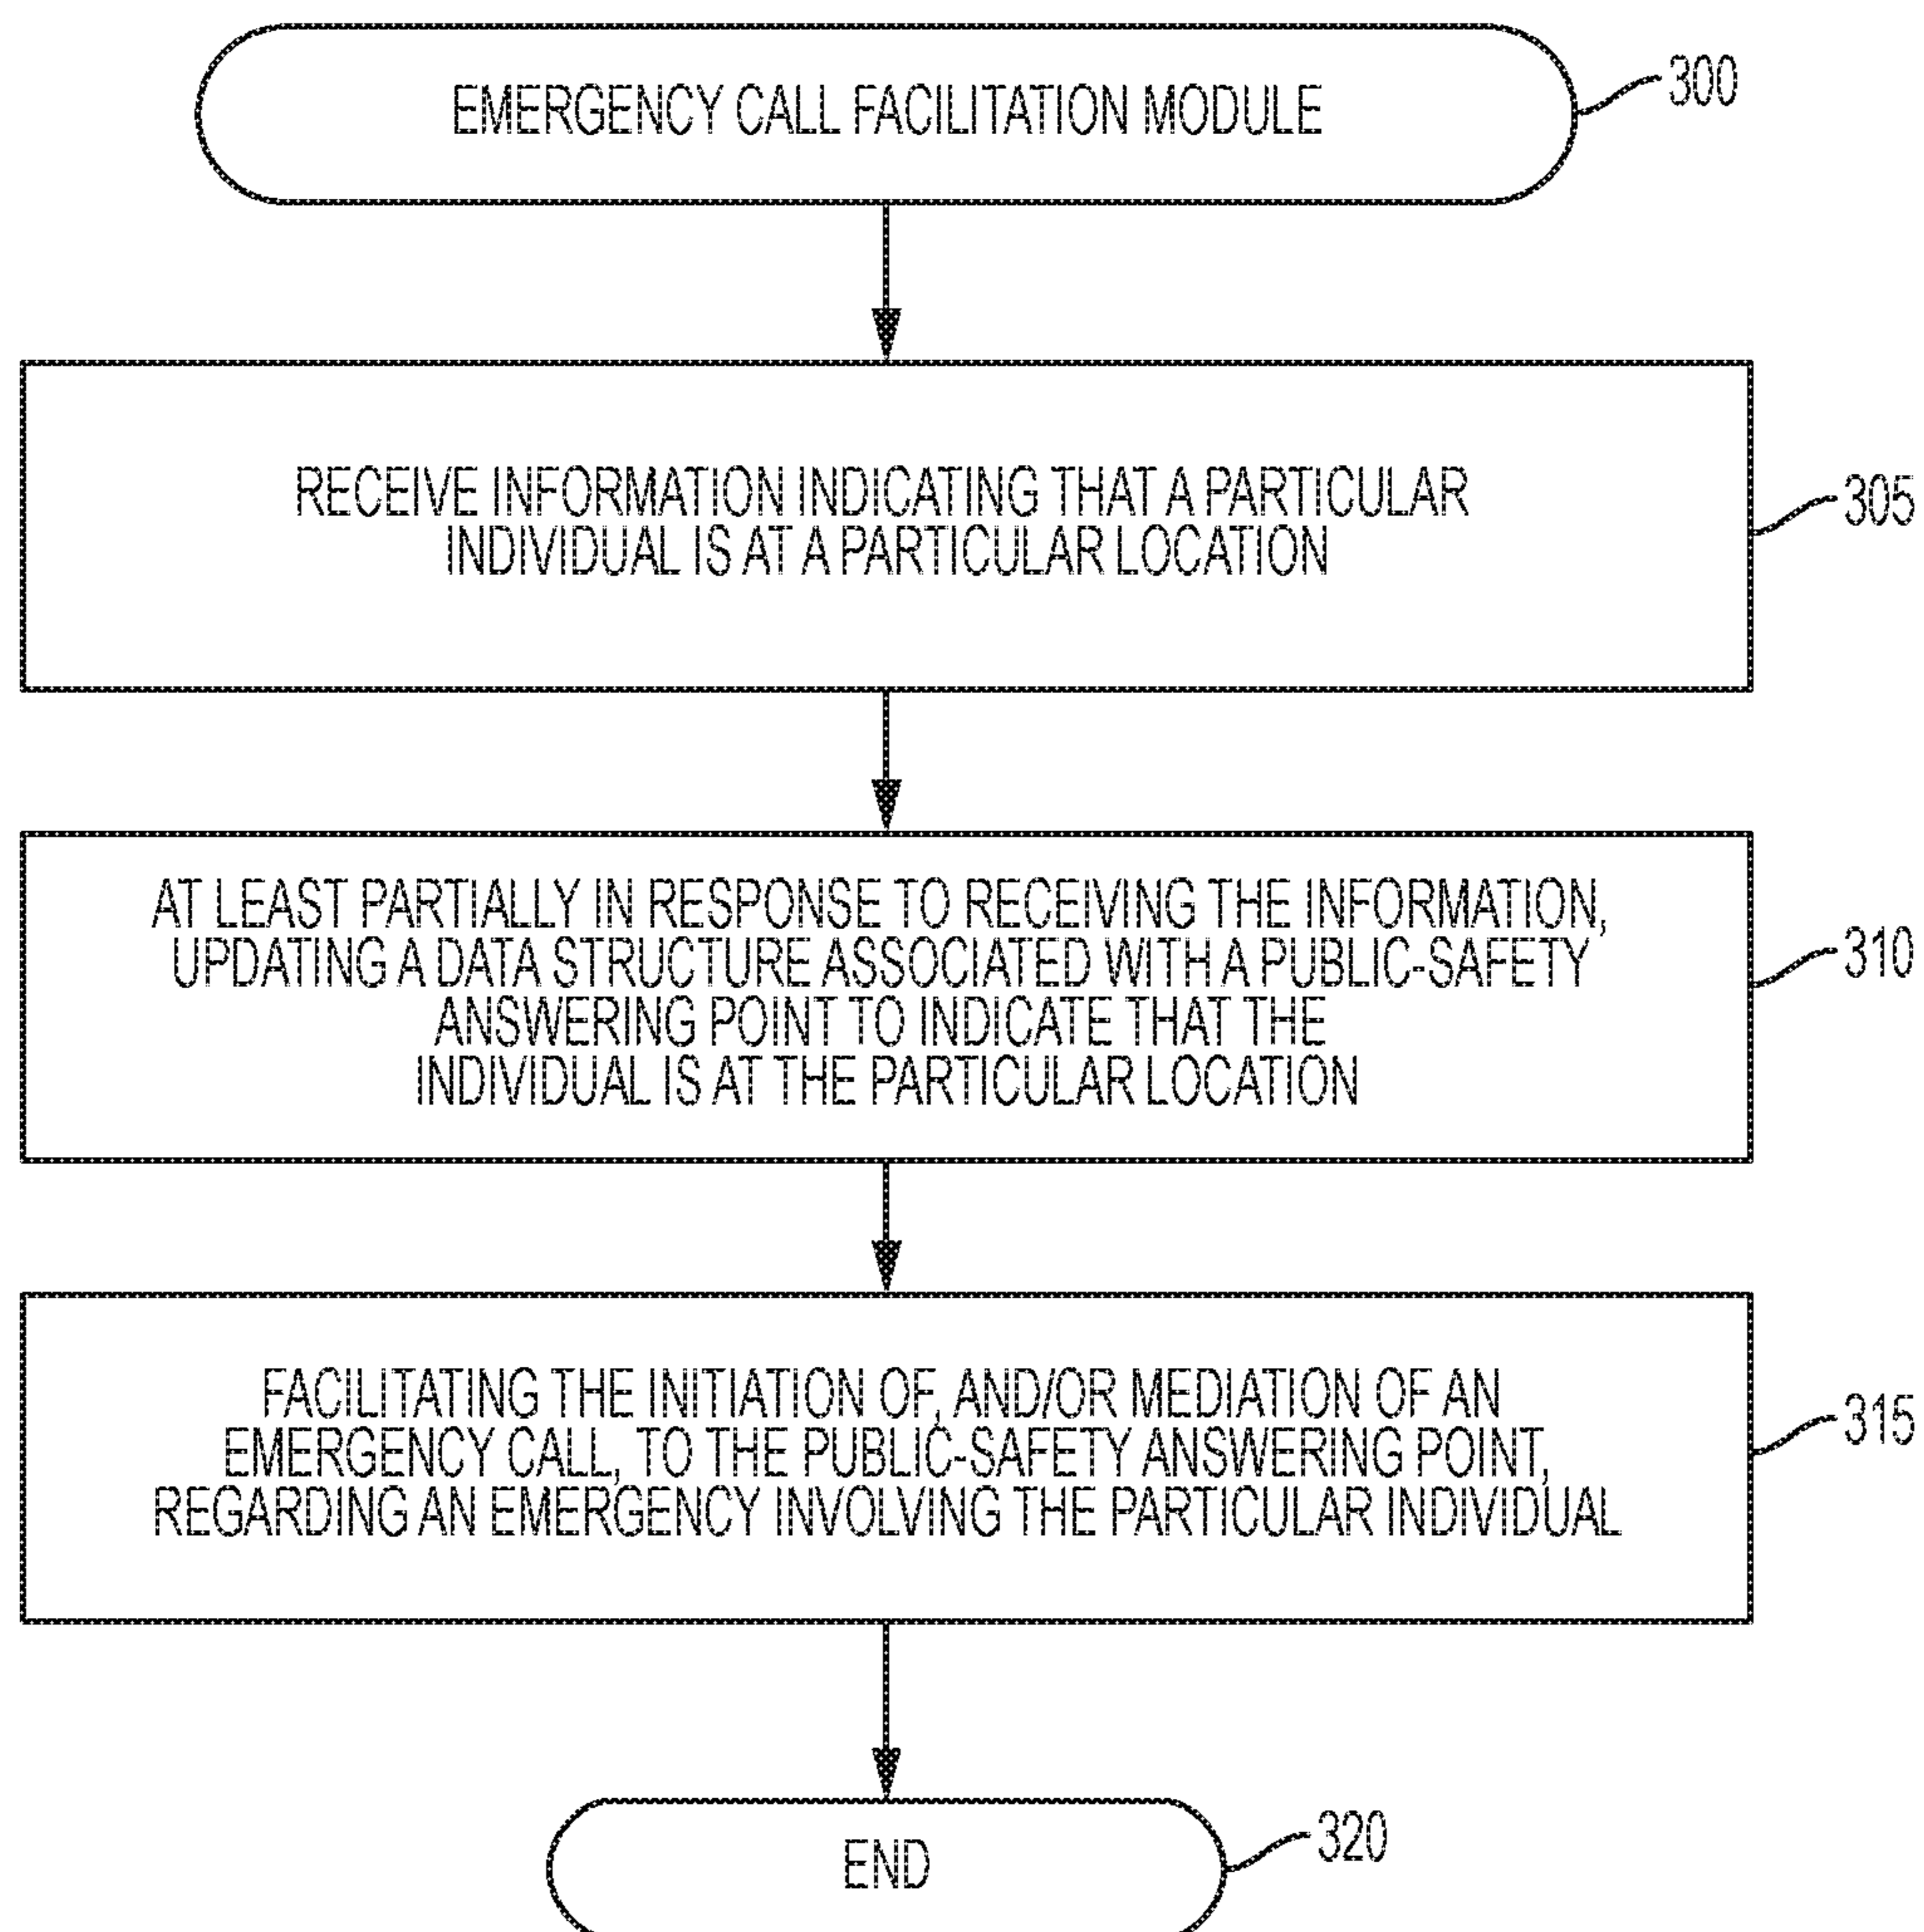 EMERGENCY CALL FACILITATION MODULE
300
RECEIVE INFORMATION INDICATING THAT A PARTICULAR
INDIVIDUAL IS AT A PARTICULAR LOCATION
305
AT LEAST PARTIALLY IN RESPONSE TO RECEIVING THE INFORMATION,
UPDATING A DATA STRUCTURE ASSOCIATED WITH A PUBLIC-SAFETY
ANSWERING POINT TO INDICATE THAT THE
INDIVIDUAL IS AT THE PARTICULAR LOCATION
310
FACILITATING THE INITIATION OF, AND/OR MEDIATION OF AN
EMERGENCY CALL, TO THE PUBLIC-SAFETY ANSWERING POINT,
REGARDING AN EMERGENCY INVOLVING THE PARTICULAR INDIVIDUAL
315
END
320